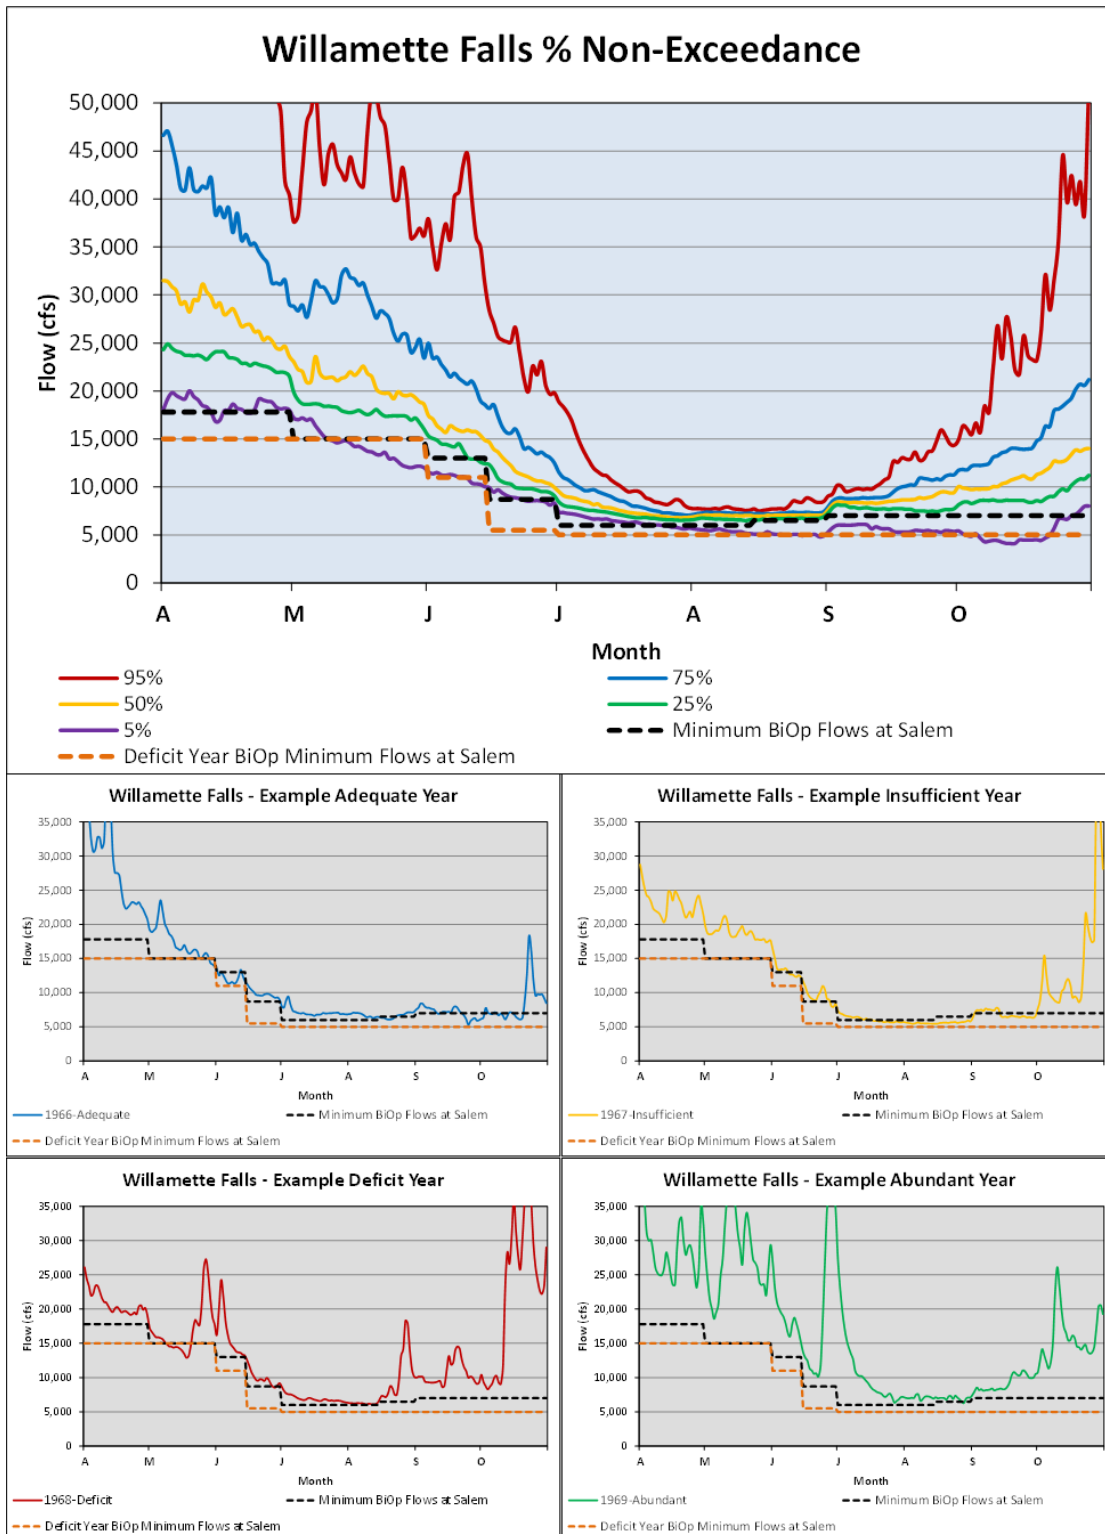 Willamette Falls % Non-Exceedance
50,000
45,000
40,000
35,000
30,000
25,000
20,000
15,000
10,000
5,000
0
Flow (cfs)
A M J J A S O
Month
95% 75%
50% 25%
5% Minimum BiOp Flows at Salem
Deficit Year BiOp Minimum Flows at Salem
Willamette Falls - Example Adequate Year
35,000
30,000
25,000
20,000
15,000
10,000
5,000
0
Flow (cfs)
A M J J A S O
Month
1966-Adequate Minimum BiOp Flows at Salem
Deficit Year BiOp Minimum Flows at Salem
Willamette Falls - Example Insufficient Year
35,000
30,000
25,000
20,000
15,000
10,000
5,000
0
Flow (cfs)
A M J J A S O
Month
1967-Insufficient Minimum BiOp Flows at Salem
Deficit Year BiOp Minimum Flows at Salem
Willamette Falls - Example Deficit Year
35,000
30,000
25,000
20,000
15,000
10,000
5,000
0
Flow (cfs)
A M J J A S O
Month
1968-Deficit Minimum BiOp Flows at Salem
Deficit Year BiOp Minimum Flows at Salem
Willamette Falls - Example Abundant Year
35,000
30,000
25,000
20,000
15,000
10,000
5,000
0
Flow (cfs)
A M J J A S O
Month
1969-Abundant Minimum BiOp Flows at Salem
Deficit Year BiOp Minimum Flows at Salem